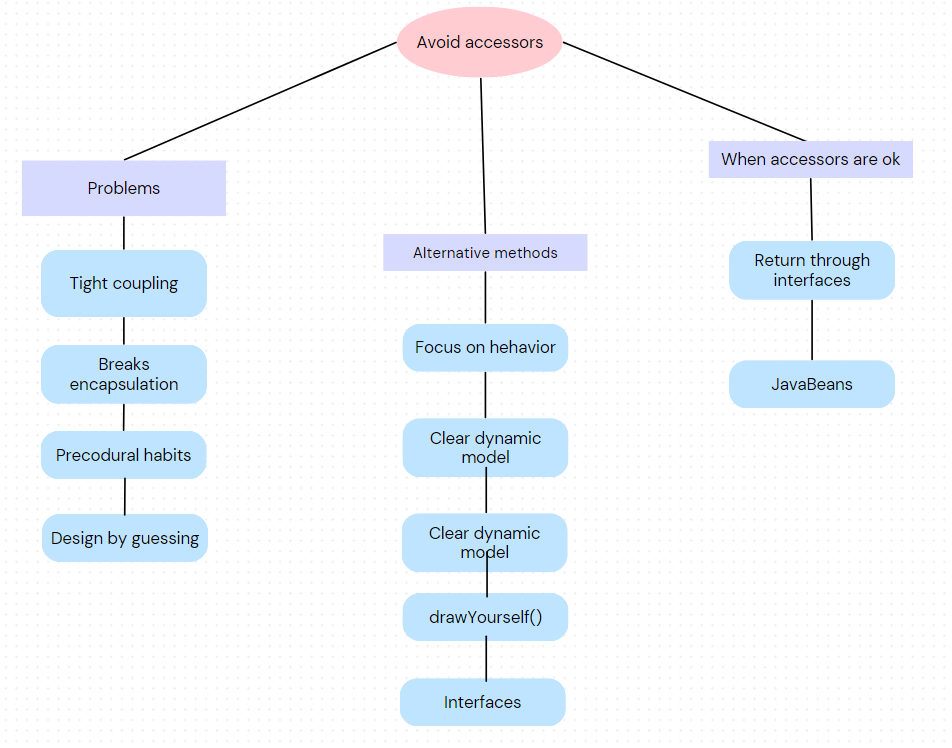 Avoid accessors
Problems
Tight coupling
Breaks
encapsulation
Precodural habits
Design by guessing
Alternative methods
Focus on hehavior
Clear dynamic
model
Clear dynamic
model
drawYourself()
Interfaces
When accessors are ok
Return through
interfaces
JavaBeans